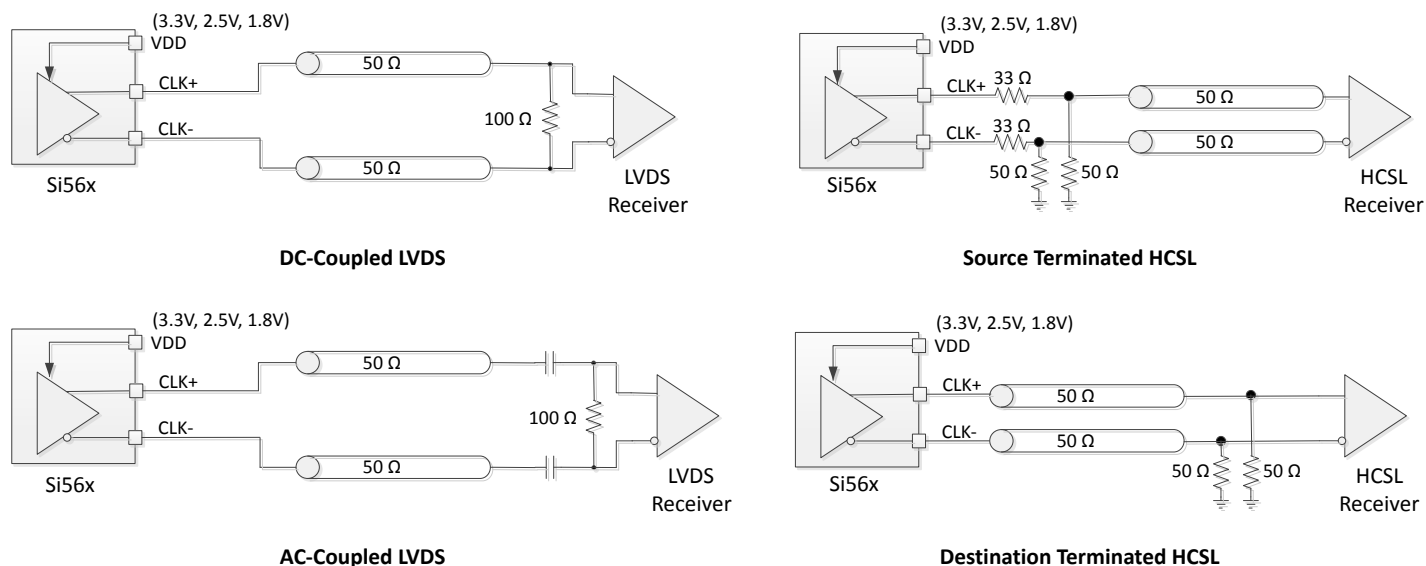 (3.3V, 2.5V, 1.8V)
VDD
CLK+
50 Ω
100 Ω
CLK-
50 Ω
Si56x
LVDS
Receiver
DC-Coupled LVDS
(3.3V, 2.5V, 1.8V)
VDD
CLK+
33 Ω
50 Ω
CLK-
33 Ω
50 Ω
50 Ω
50 Ω
Si56x
HCSL
Receiver
Source Terminated HCSL
(3.3V, 2.5V, 1.8V)
VDD
CLK+
50 Ω
100 Ω
CLK-
50 Ω
Si56x
LVDS
Receiver
AC-Coupled LVDS
(3.3V, 2.5V, 1.8V)
VDD
CLK+
50 Ω
CLK-
50 Ω
50 Ω
50 Ω
Si56x
HCSL
Receiver
Destination Terminated HCSL